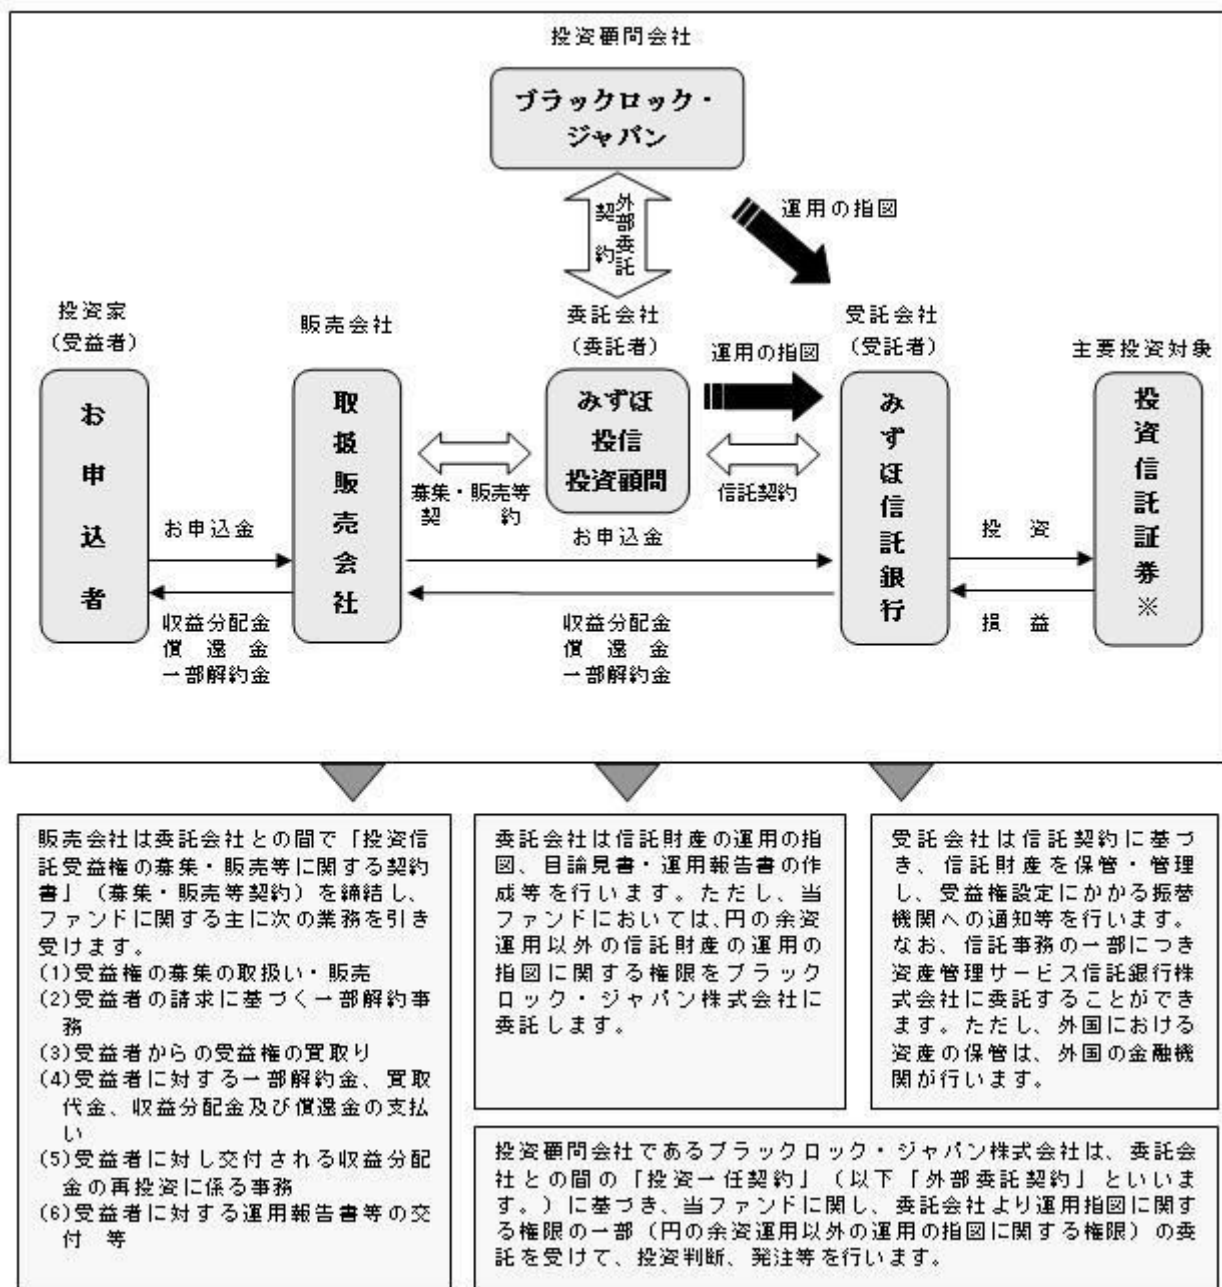 投資顧問会社
ブラックロック・
ジャパン
外部委託
契約
運用の指図
投資家
（受益者）
販売会社
委託会社
（委託者）
運用の指図
受託会社
（受託者）
主要投資対象
お申込者
取扱販売会社
みずほ
投信
投資顧問
みずほ信託銀行
投資信託証券※
募集・販売等
契　約
信託契約
お申込金
お申込金
投　資
収益分配金
償　還　金
一部解約金
収益分配金
償　還　金
一部解約金
損　益
販売会社は委託会社との間で「投資信
託受益権の募集・販売等に関する契約
書」（募集・販売等契約）を締結し、
ファンドに関する主に次の業務を引き
受けます。
(1)受益権の募集の取扱い・販売
(2)受益者の請求に基づく一部解約事
務
(3)受益者からの受益権の買取り
(4)受益者に対する一部解約金、買取
代金、収益分配金及び償還金の支払
い
(5)受益者に対し交付される収益分配
金の再投資に係る事務
(6)受益者に対する運用報告書等の交
付　等
委託会社は信託財産の運用の指
図、目論見書・運用報告書の作
成等を行います。ただし、当
ファンドにおいては、円の余資
運用以外の信託財産の運用の
指図に関する権限をブラック
ロック・ジャパン株式会社に
委託します。
受託会社は信託契約に基づ
き、信託財産を保管・管理
し、受益権設定にかかる振替
機関への通知等を行います。
なお、信託事務の一部につき
資産管理サービス信託銀行株
式会社に委託することができ
ます。ただし、外国における
資産の保管は、外国の金融機
関が行います。
投資顧問会社であるブラックロック・ジャパン株式会社は、委託会
社との間の「投資一任契約」（以下「外部委託契約」といいま
す。）に基づき、当ファンドに関し、委託会社より運用指図に関す
る権限の一部（円の余資運用以外の運用の指図に関する権限）の委
託を受けて、投資判断、発注等を行います。